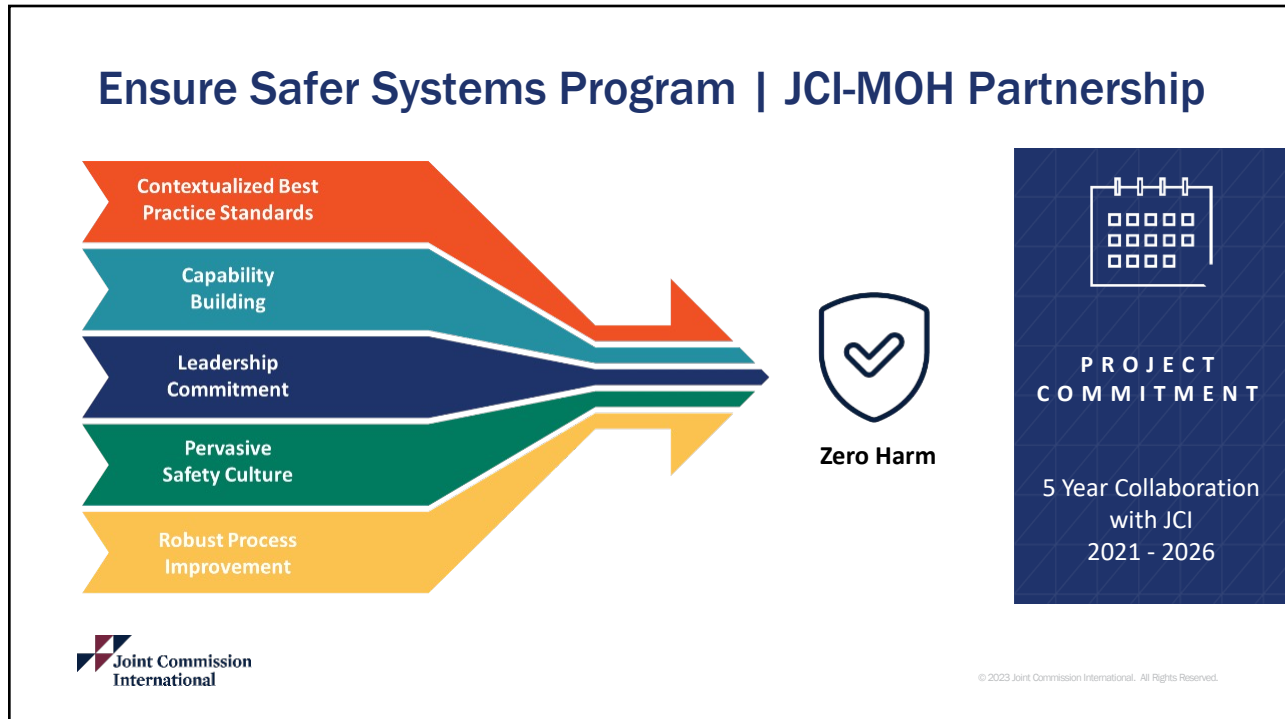 Ensure Safer Systems Program | JCI-MOH Partnership
Contextualized Best
Practice Standards
Capability
Building
Leadership
Commitment
Pervasive
Safety Culture
Robust Process
Improvement
Zero Harm
PROJECT
COMMITMENT
5 Year Collaboration
with JCI
2021 - 2026
Joint Commission
International
© 2023 Joint Commission International. All Rights Reserved.